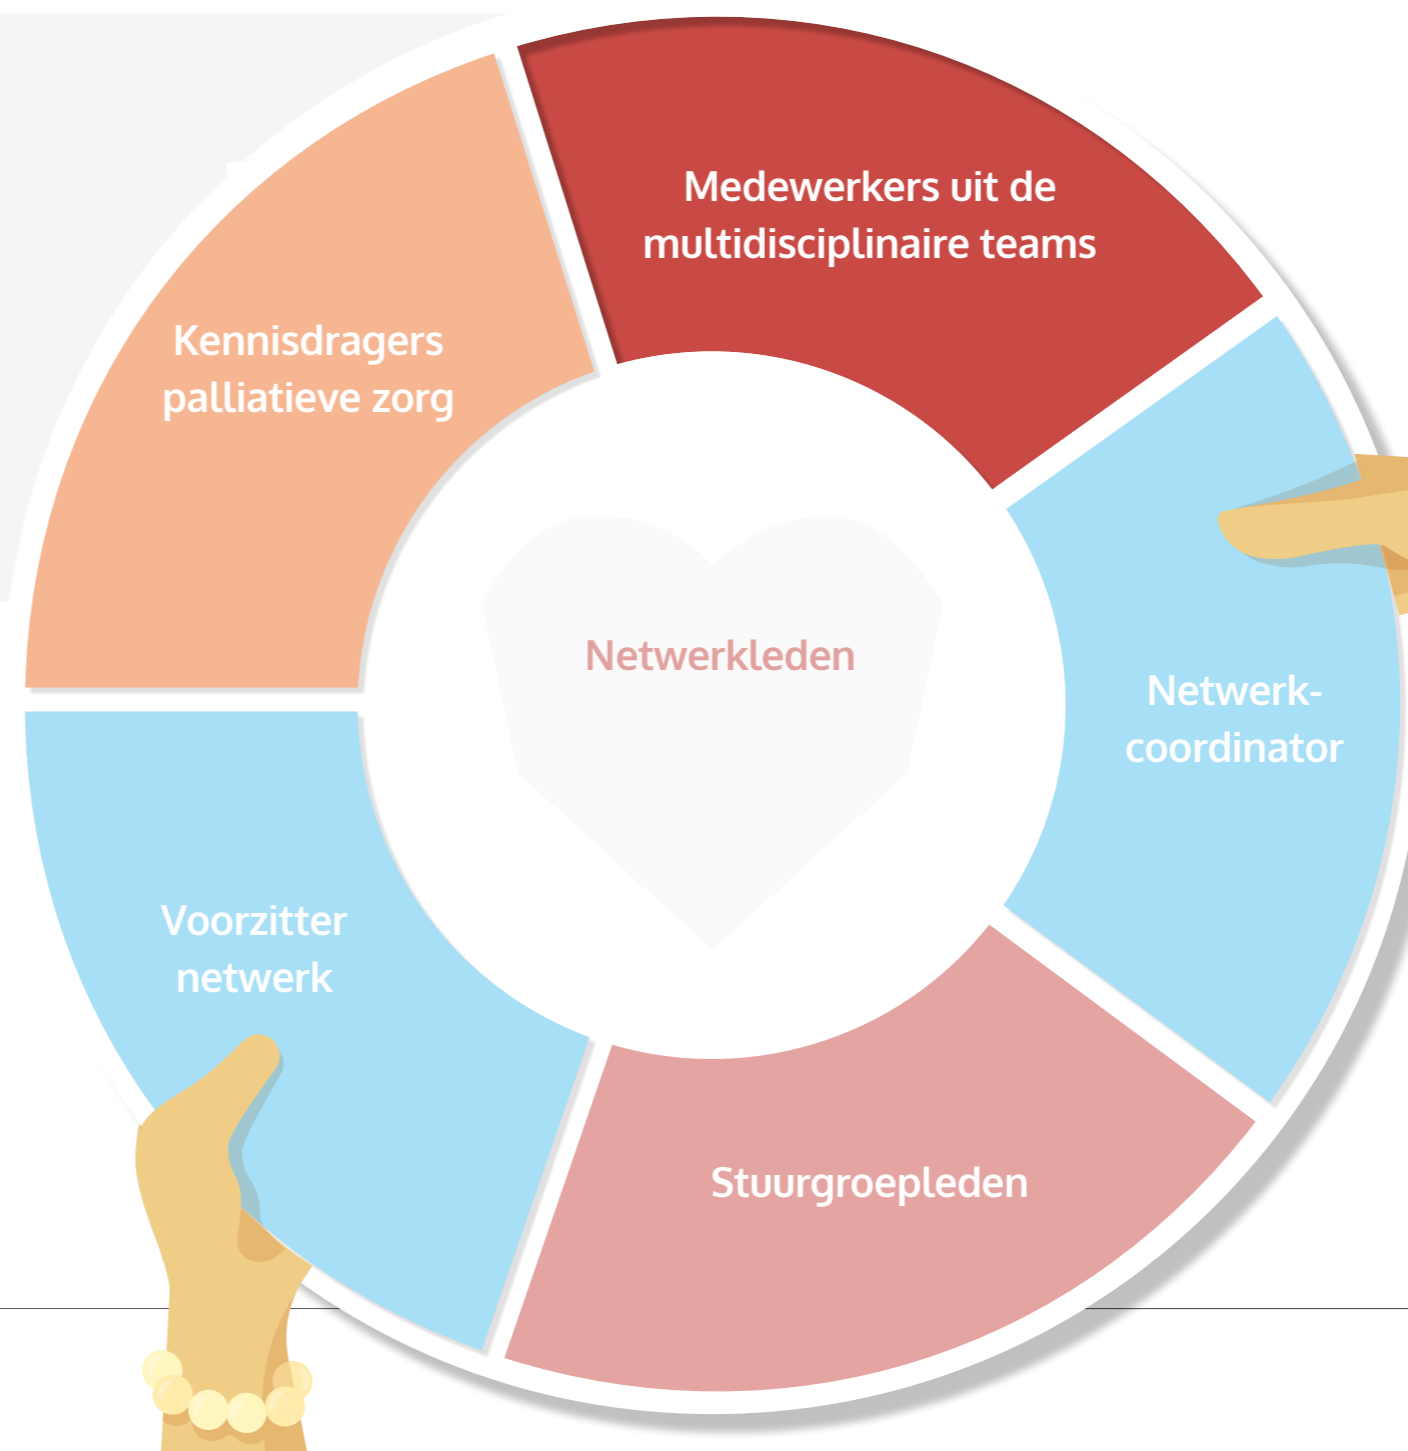 Medewerkers uit de
multidisciplinaire teams
Kennisdragers
palliatieve zorg
Netwerkleden
Netwerk-
coordinator
Voorzitter
netwerk
Stuurgroepleden